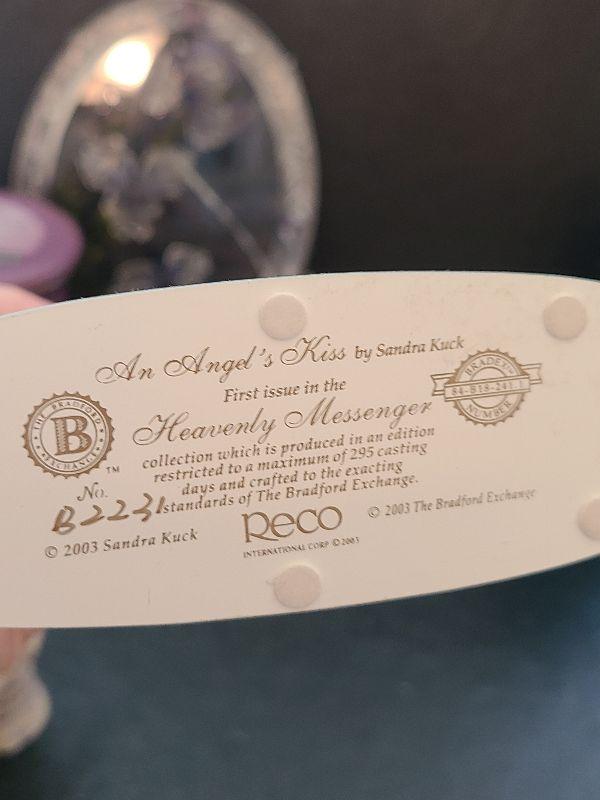 An Angel's Kiss by Sandra Kuck
First issue in the
Heavenly Messenger
collection which is produced in an edition
restricted to a maximum of 295 casting
days and crafted to the exacting
standards of The Bradford Exchange.
THE BRADFORD
B
EXCHANGE
TM
BRADEX
84-B18-241.1
NUMBER
No.
B2231
© 2003 Sandra Kuck
Reco
INTERNATIONAL CORP © 2003
© 2003 The Bradford Exchange